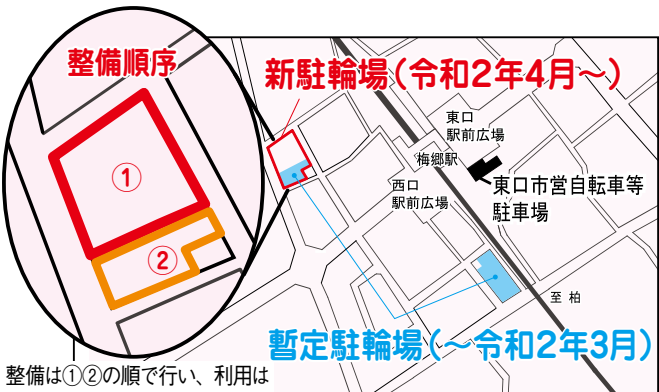 整備順序
①
②
新駐輪場(令和2年4月~)
東口
駅前広場
梅郷駅
西口
駅前広場
東口市営自転車等
駐車場
至 柏
暫定駐輪場(~令和2年3月)
整備は①②の順で行い、利用は